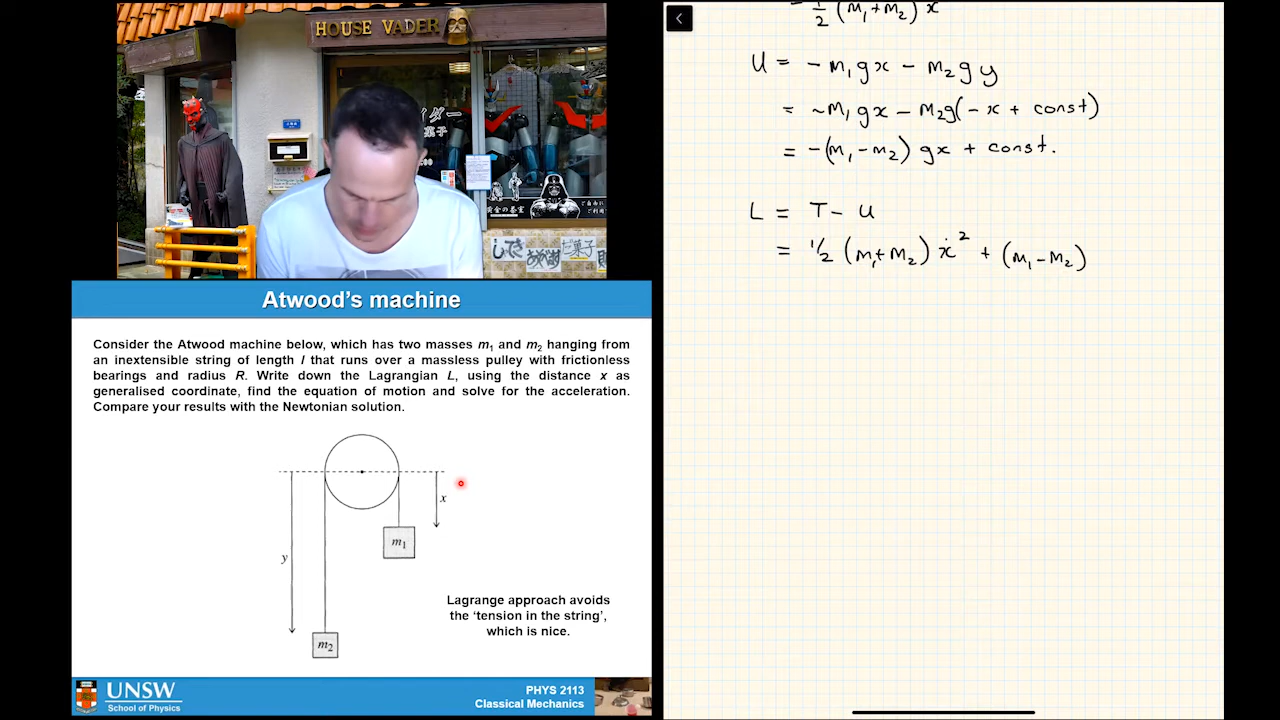 HOUSE VADER
Atwood's machine
Consider the Atwood machine below, which has two masses m₁ and m₂ hanging from
an inextensible string of length l that runs over a massless pulley with frictionless
bearings and radius R. Write down the Lagrangian L, using the distance x as
generalised coordinate, find the equation of motion and solve for the acceleration.
Compare your results with the Newtonian solution.
x
m₁
y
m₂
Lagrange approach avoids
the 'tension in the string',
which is nice.
UNSW
School of Physics
PHYS 2113
Classical Mechanics
= ½ (m₁+m₂) ẋ
U = -m₁gx - m₂gy
= -m₁gx - m₂g(-x + const)
= -(m₁-m₂) gx + const.
L = T - U
= ½ (m₁+m₂) ẋ² + (m₁-m₂)